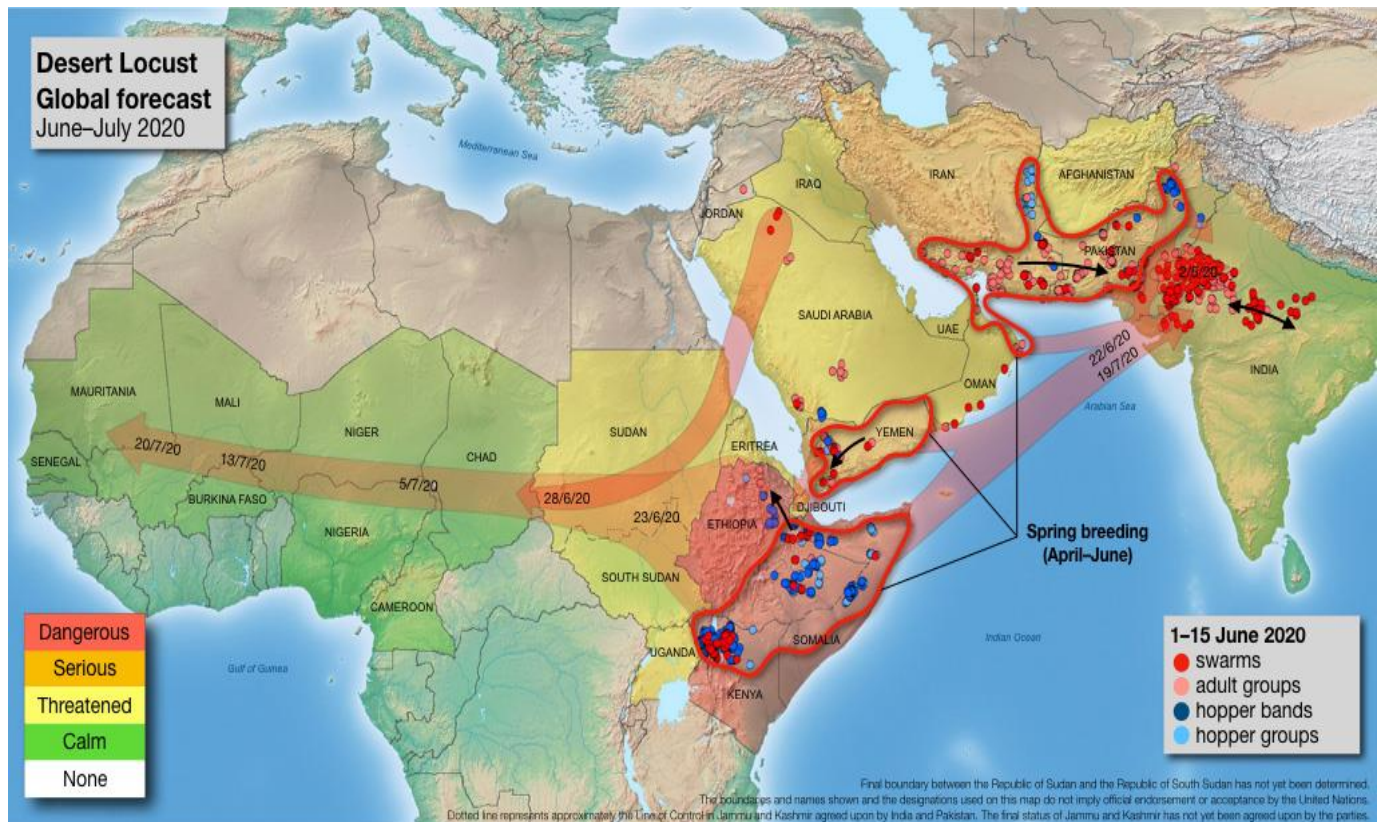 Desert Locust
Global forecast
June–July 2020
Mediterranean Sea
IRAQ
IRAN
AFGHANISTAN
JORDAN
PAKISTAN
2/6/20
SAUDI ARABIA
UAE
22/6/20
19/7/20
INDIA
OMAN
Arabian Sea
MAURITANIA
MALI
NIGER
CHAD
SUDAN
ERITREA
YEMEN
SENEGAL
20/7/20
13/7/20
5/7/20
28/6/20
23/6/20
BURKINA FASO
NIGERIA
ETHIOPIA
DJIBOUTI
Spring breeding
(April–June)
SOUTH SUDAN
CAMEROON
UGANDA
SOMALIA
KENYA
Gulf of Guinea
Indian Ocean
Dangerous
Serious
Threatened
Calm
None
1–15 June 2020
swarms
adult groups
hopper bands
hopper groups
Final boundary between the Republic of Sudan and the Republic of South Sudan has not yet been determined.
The boundaries and names shown and the designations used on this map do not imply official endorsement or acceptance by the United Nations.
Dotted line represents approximately the Line of Control in Jammu and Kashmir agreed upon by India and Pakistan. The final status of Jammu and Kashmir has not yet been agreed upon by the parties.